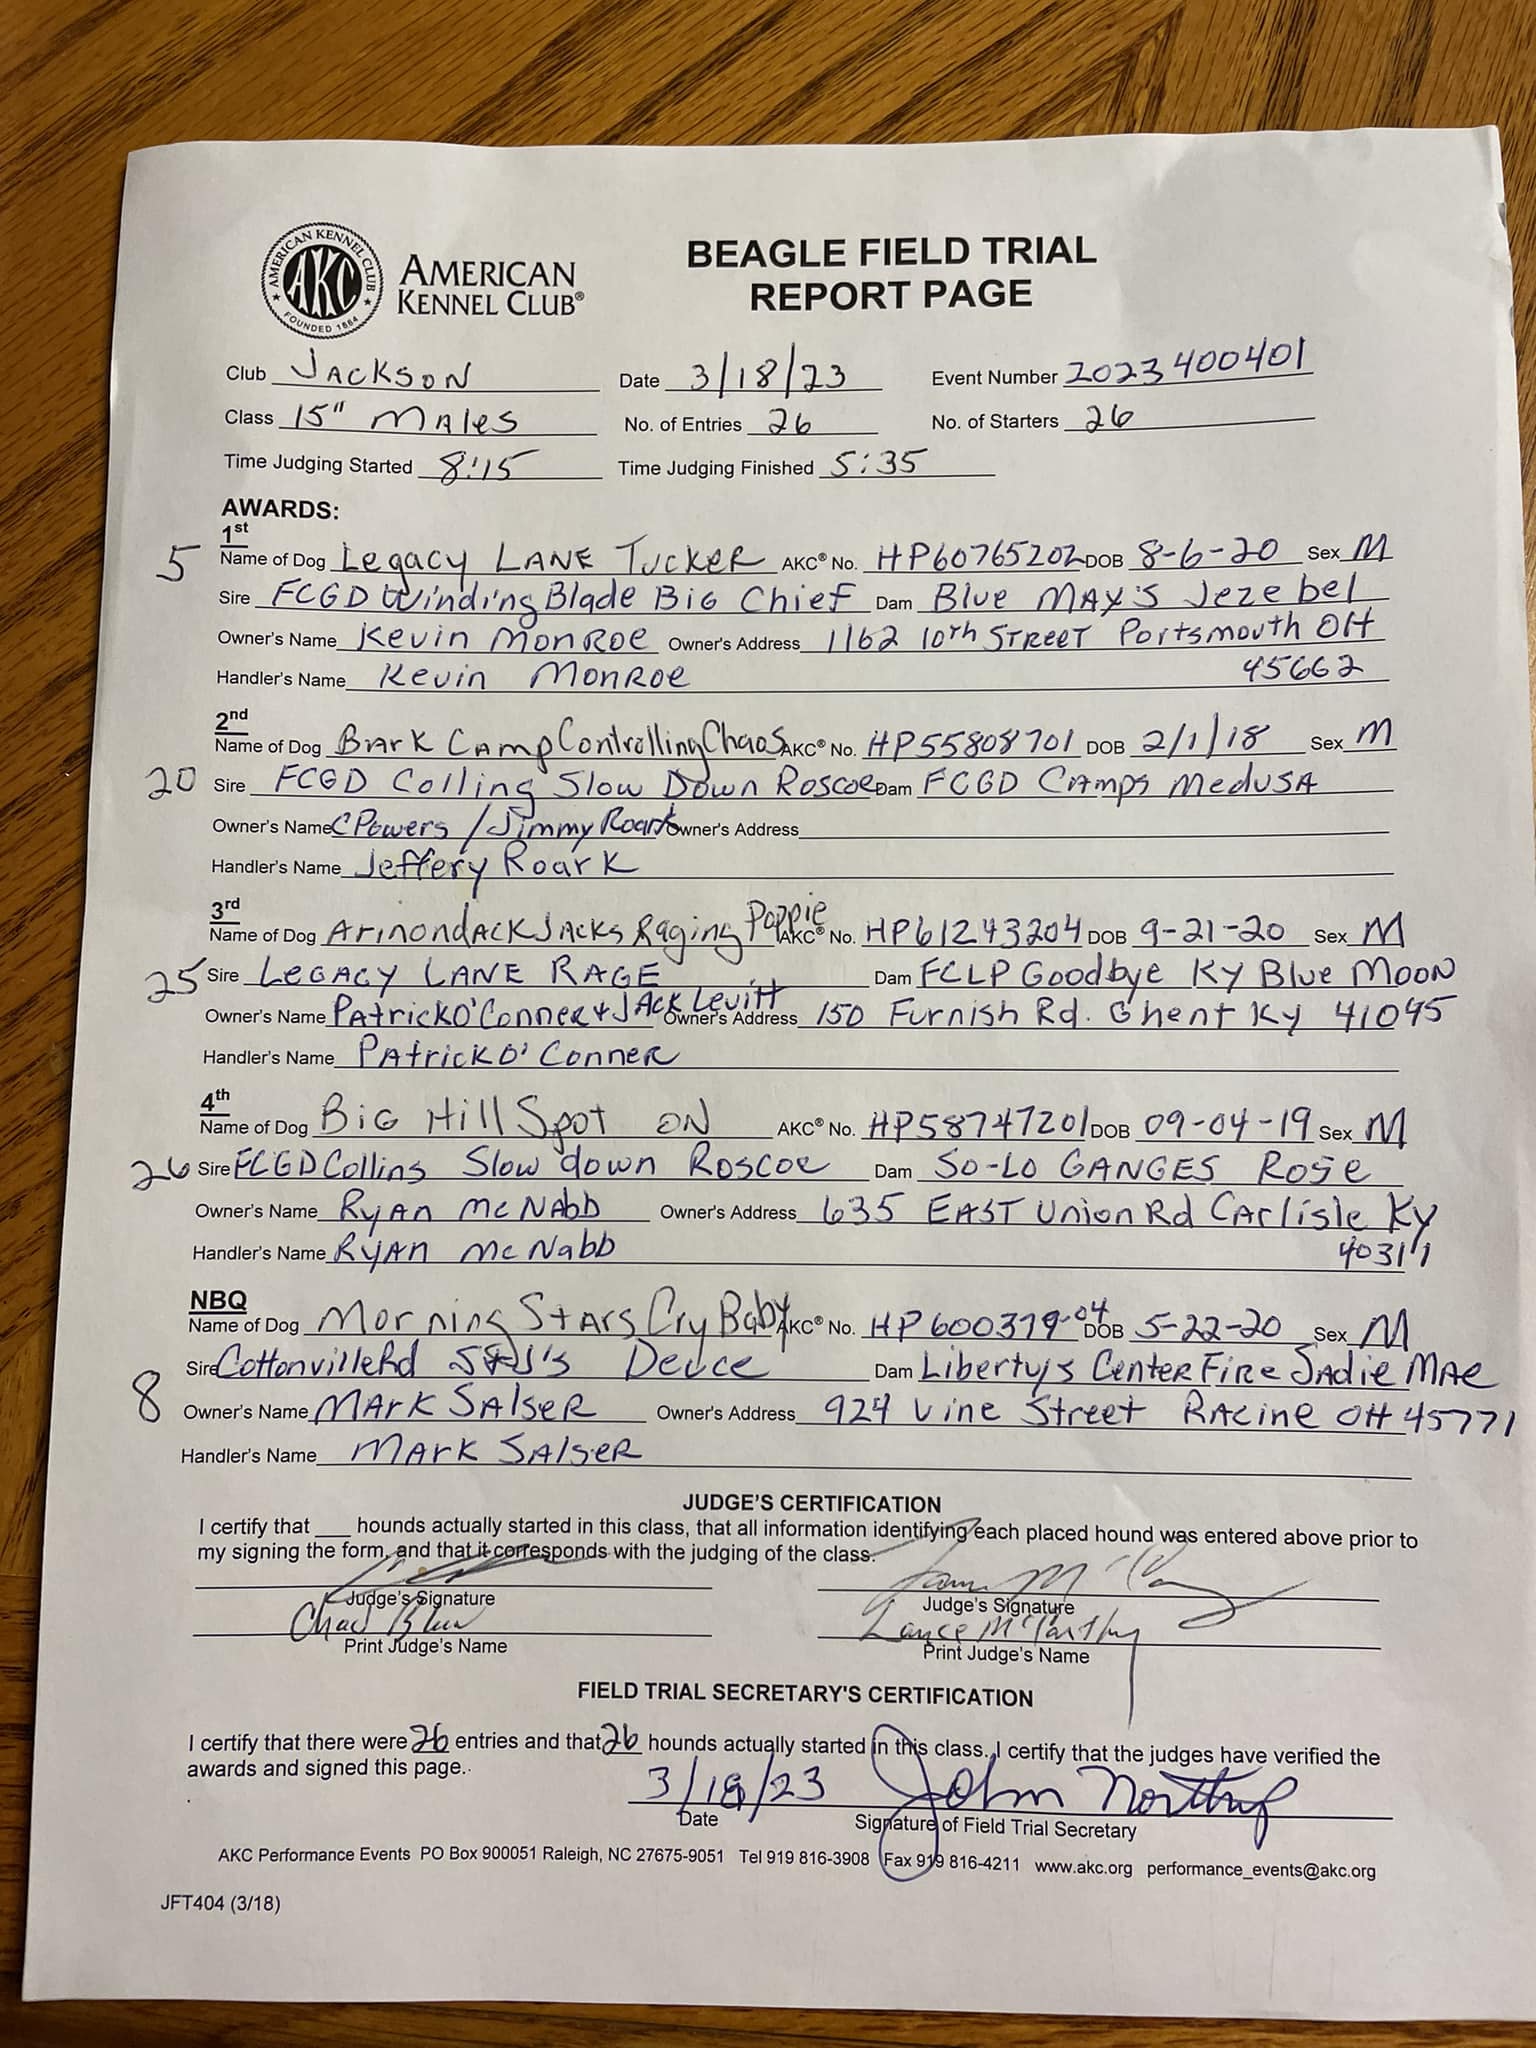 AMERICAN KENNEL CLUB
AKC
FOUNDED 1884
AMERICAN
KENNEL CLUB®
BEAGLE FIELD TRIAL
REPORT PAGE
Club JACKSON Date 3/18/23 Event Number 2023400401
Class 15" MAles No. of Entries 26 No. of Starters 26
Time Judging Started 8:15 Time Judging Finished 5:35
AWARDS:
1st
5 Name of Dog Legacy LANE TUCKER AKC® No. HP60765202 DOB 8-6-20 Sex M
Sire FCGD Winding Blade Big Chief Dam Blue MAX'S Jezebel
Owner's Name Kevin MONROE Owner's Address 1162 10th STREET Portsmouth OH
Handler's Name Kevin MONROE 45662
2nd
Name of Dog BArk CAmp Controlling Chaos AKC® No. HP55808701 DOB 2/1/18 Sex M
20 Sire FCGD Colling Slow Down Roscoe Dam FCGD CAmps MedUSA
Owner's Name C Powers / Jimmy Roark Owner's Address
Handler's Name Jeffery Roark
3rd
Name of Dog ArinondACK JACKs Raging Poppie AKC® No. HP61243204 DOB 9-21-20 Sex M
25 Sire LEGACY LANE RAGE Dam FCLP Goodbye Ky Blue Moon
Owner's Name PAtrick O'Conner & JACK Levitt Owner's Address 150 Furnish Rd. Ghent Ky 41045
Handler's Name PAtrick O'Conner
4th
Name of Dog BiG Hill Spot ON AKC® No. HP58747201 DOB 09-04-19 Sex M
26 Sire FCGD Collins Slow down Roscoe Dam SO-LO GANGES Rose
Owner's Name RyAN McNAbb Owner's Address 635 EAST Union Rd CArlisle Ky
Handler's Name RyAN McNabb 40311
NBQ
Name of Dog Morning STARS Cry Baby AKC® No. HP600379-04 DOB 5-22-20 Sex M
Sire Cottonville Rd S&J's Deuce Dam Liberty's Center Fire Sadie MAe
8 Owner's Name MArk SAlseR Owner's Address 924 Vine Street RAcine OH 45771
Handler's Name MArk SAlseR
JUDGE'S CERTIFICATION
I certify that ___ hounds actually started in this class, that all information identifying each placed hound was entered above prior to
my signing the form, and that it corresponds with the judging of the class.
Judge's Signature Judge's Signature
Chad Lance McCarthy
Print Judge's Name Print Judge's Name
FIELD TRIAL SECRETARY'S CERTIFICATION
I certify that there were 26 entries and that 26 hounds actually started in this class. I certify that the judges have verified the
awards and signed this page.
3/18/23 John Northup
Date Signature of Field Trial Secretary
AKC Performance Events PO Box 900051 Raleigh, NC 27675-9051 Tel 919 816-3908 Fax 919 816-4211 www.akc.org performance_events@akc.org
JFT404 (3/18)